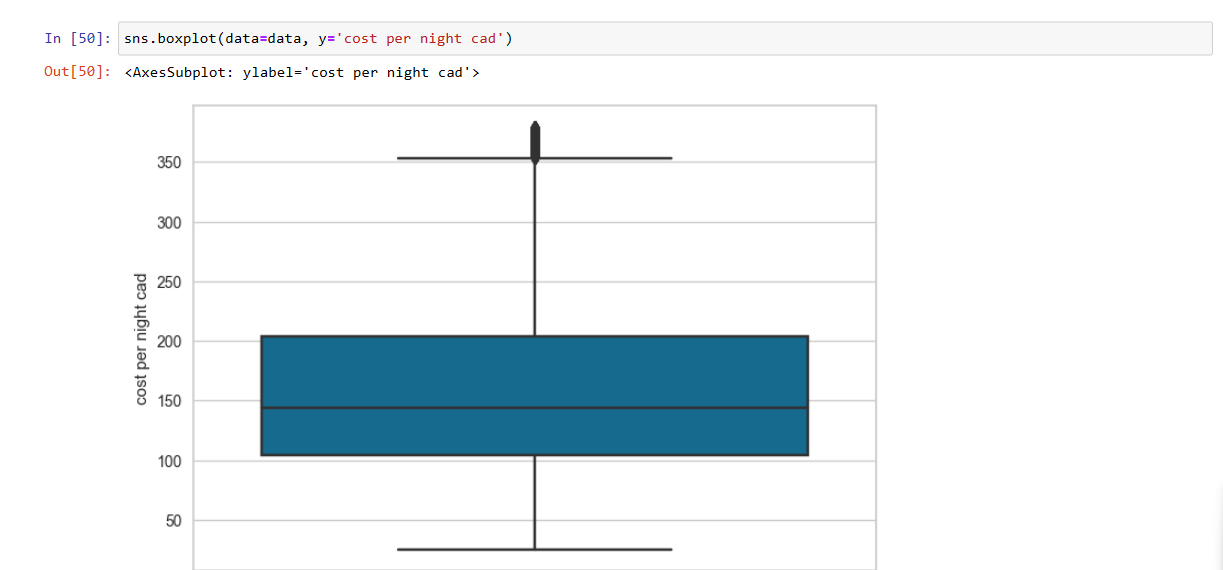 In [50]: sns.boxplot(data=data, y='cost per night cad')
Out[50]: <AxesSubplot: ylabel='cost per night cad'>
350
300
250
200
150
100
50
cost per night cad